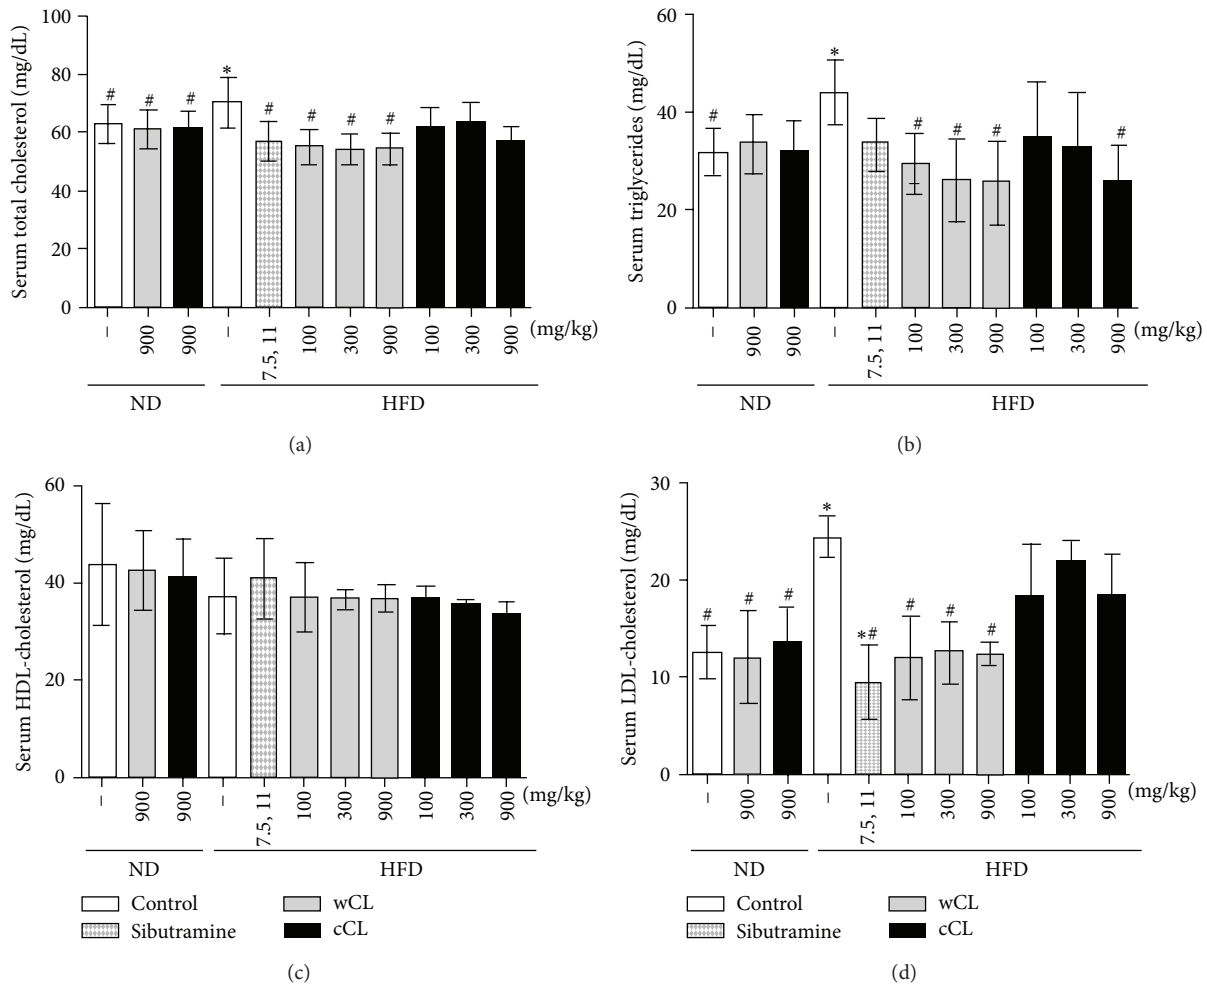 Serum total cholesterol (mg/dL)
100
80
60
40
20
0
# # # * # # # #
– 900 900 – 7.5, 11 100 300 900 100 300 900 (mg/kg)
ND HFD
(a)
Serum triglycerides (mg/dL)
60
40
20
0
# * # # # #
– 900 900 – 7.5, 11 100 300 900 100 300 900 (mg/kg)
ND HFD
(b)
Serum HDL-cholesterol (mg/dL)
60
40
20
0
– 900 900 – 7.5, 11 100 300 900 100 300 900 (mg/kg)
ND HFD
Control wCL
Sibutramine cCL
(c)
Serum LDL-cholesterol (mg/dL)
30
20
10
0
# # # * *# # # #
– 900 900 – 7.5, 11 100 300 900 100 300 900 (mg/kg)
ND HFD
Control wCL
Sibutramine cCL
(d)